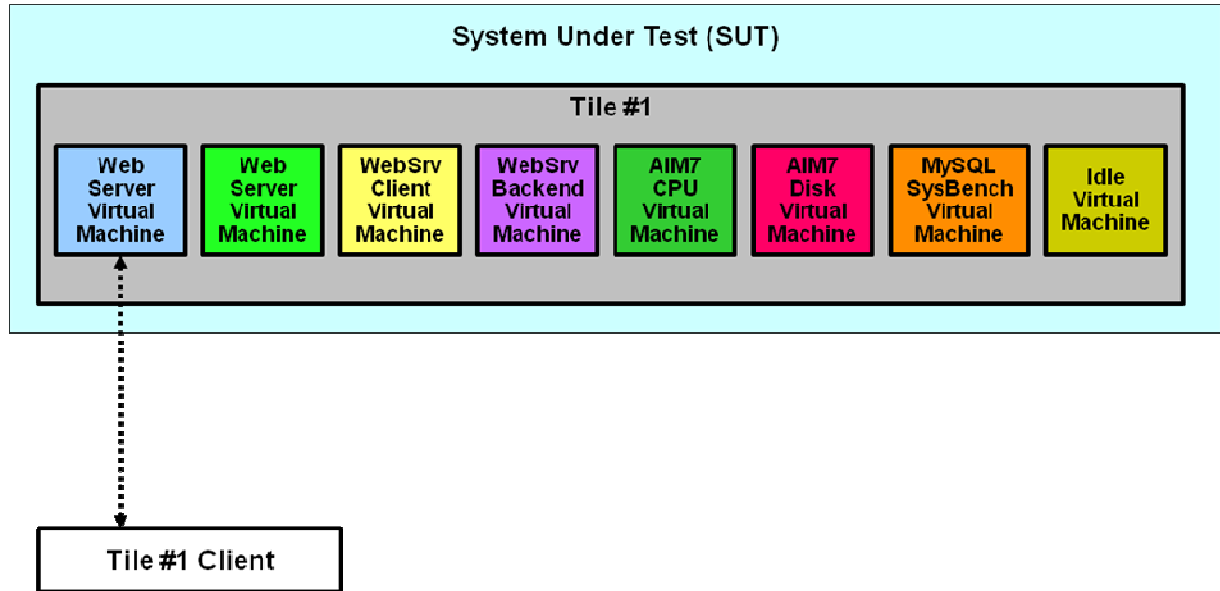 System Under Test (SUT)
Tile #1
Web
Server
Virtual
Machine
Web
Server
Virtual
Machine
WebSrv
Client
Virtual
Machine
WebSrv
Backend
Virtual
Machine
AIM7
CPU
Virtual
Machine
AIM7
Disk
Virtual
Machine
MySQL
SysBench
Virtual
Machine
Idle
Virtual
Machine
Tile #1 Client